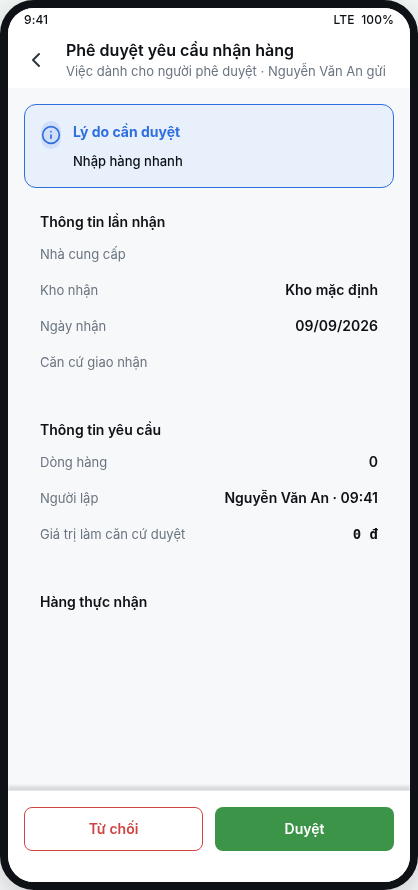 9:41 LTE 100%
Phê duyệt yêu cầu nhận hàng
Việc dành cho người phê duyệt · Nguyễn Văn An gửi
Lý do cần duyệt
Nhập hàng nhanh
Thông tin lần nhận
Nhà cung cấp
Kho nhận Kho mặc định
Ngày nhận 09/09/2026
Căn cứ giao nhận
Thông tin yêu cầu
Dòng hàng 0
Người lập Nguyễn Văn An · 09:41
Giá trị làm căn cứ duyệt 0 đ
Hàng thực nhận
Từ chối Duyệt